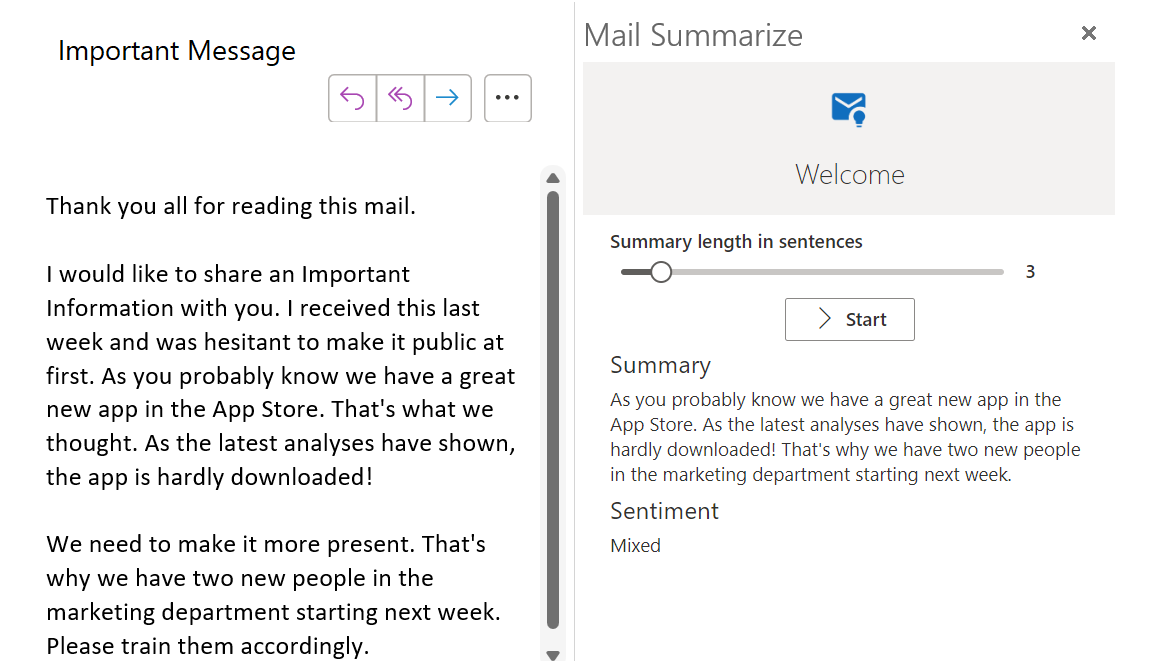 Important Message
Thank you all for reading this mail.
I would like to share an Important
Information with you. I received this last
week and was hesitant to make it public at
first. As you probably know we have a great
new app in the App Store. That's what we
thought. As the latest analyses have shown,
the app is hardly downloaded!
We need to make it more present. That's
why we have two new people in the
marketing department starting next week.
Please train them accordingly.
Mail Summarize
Welcome
Summary length in sentences
3
Start
Summary
As you probably know we have a great new app in the
App Store. As the latest analyses have shown, the app is
hardly downloaded! That's why we have two new people
in the marketing department starting next week.
Sentiment
Mixed